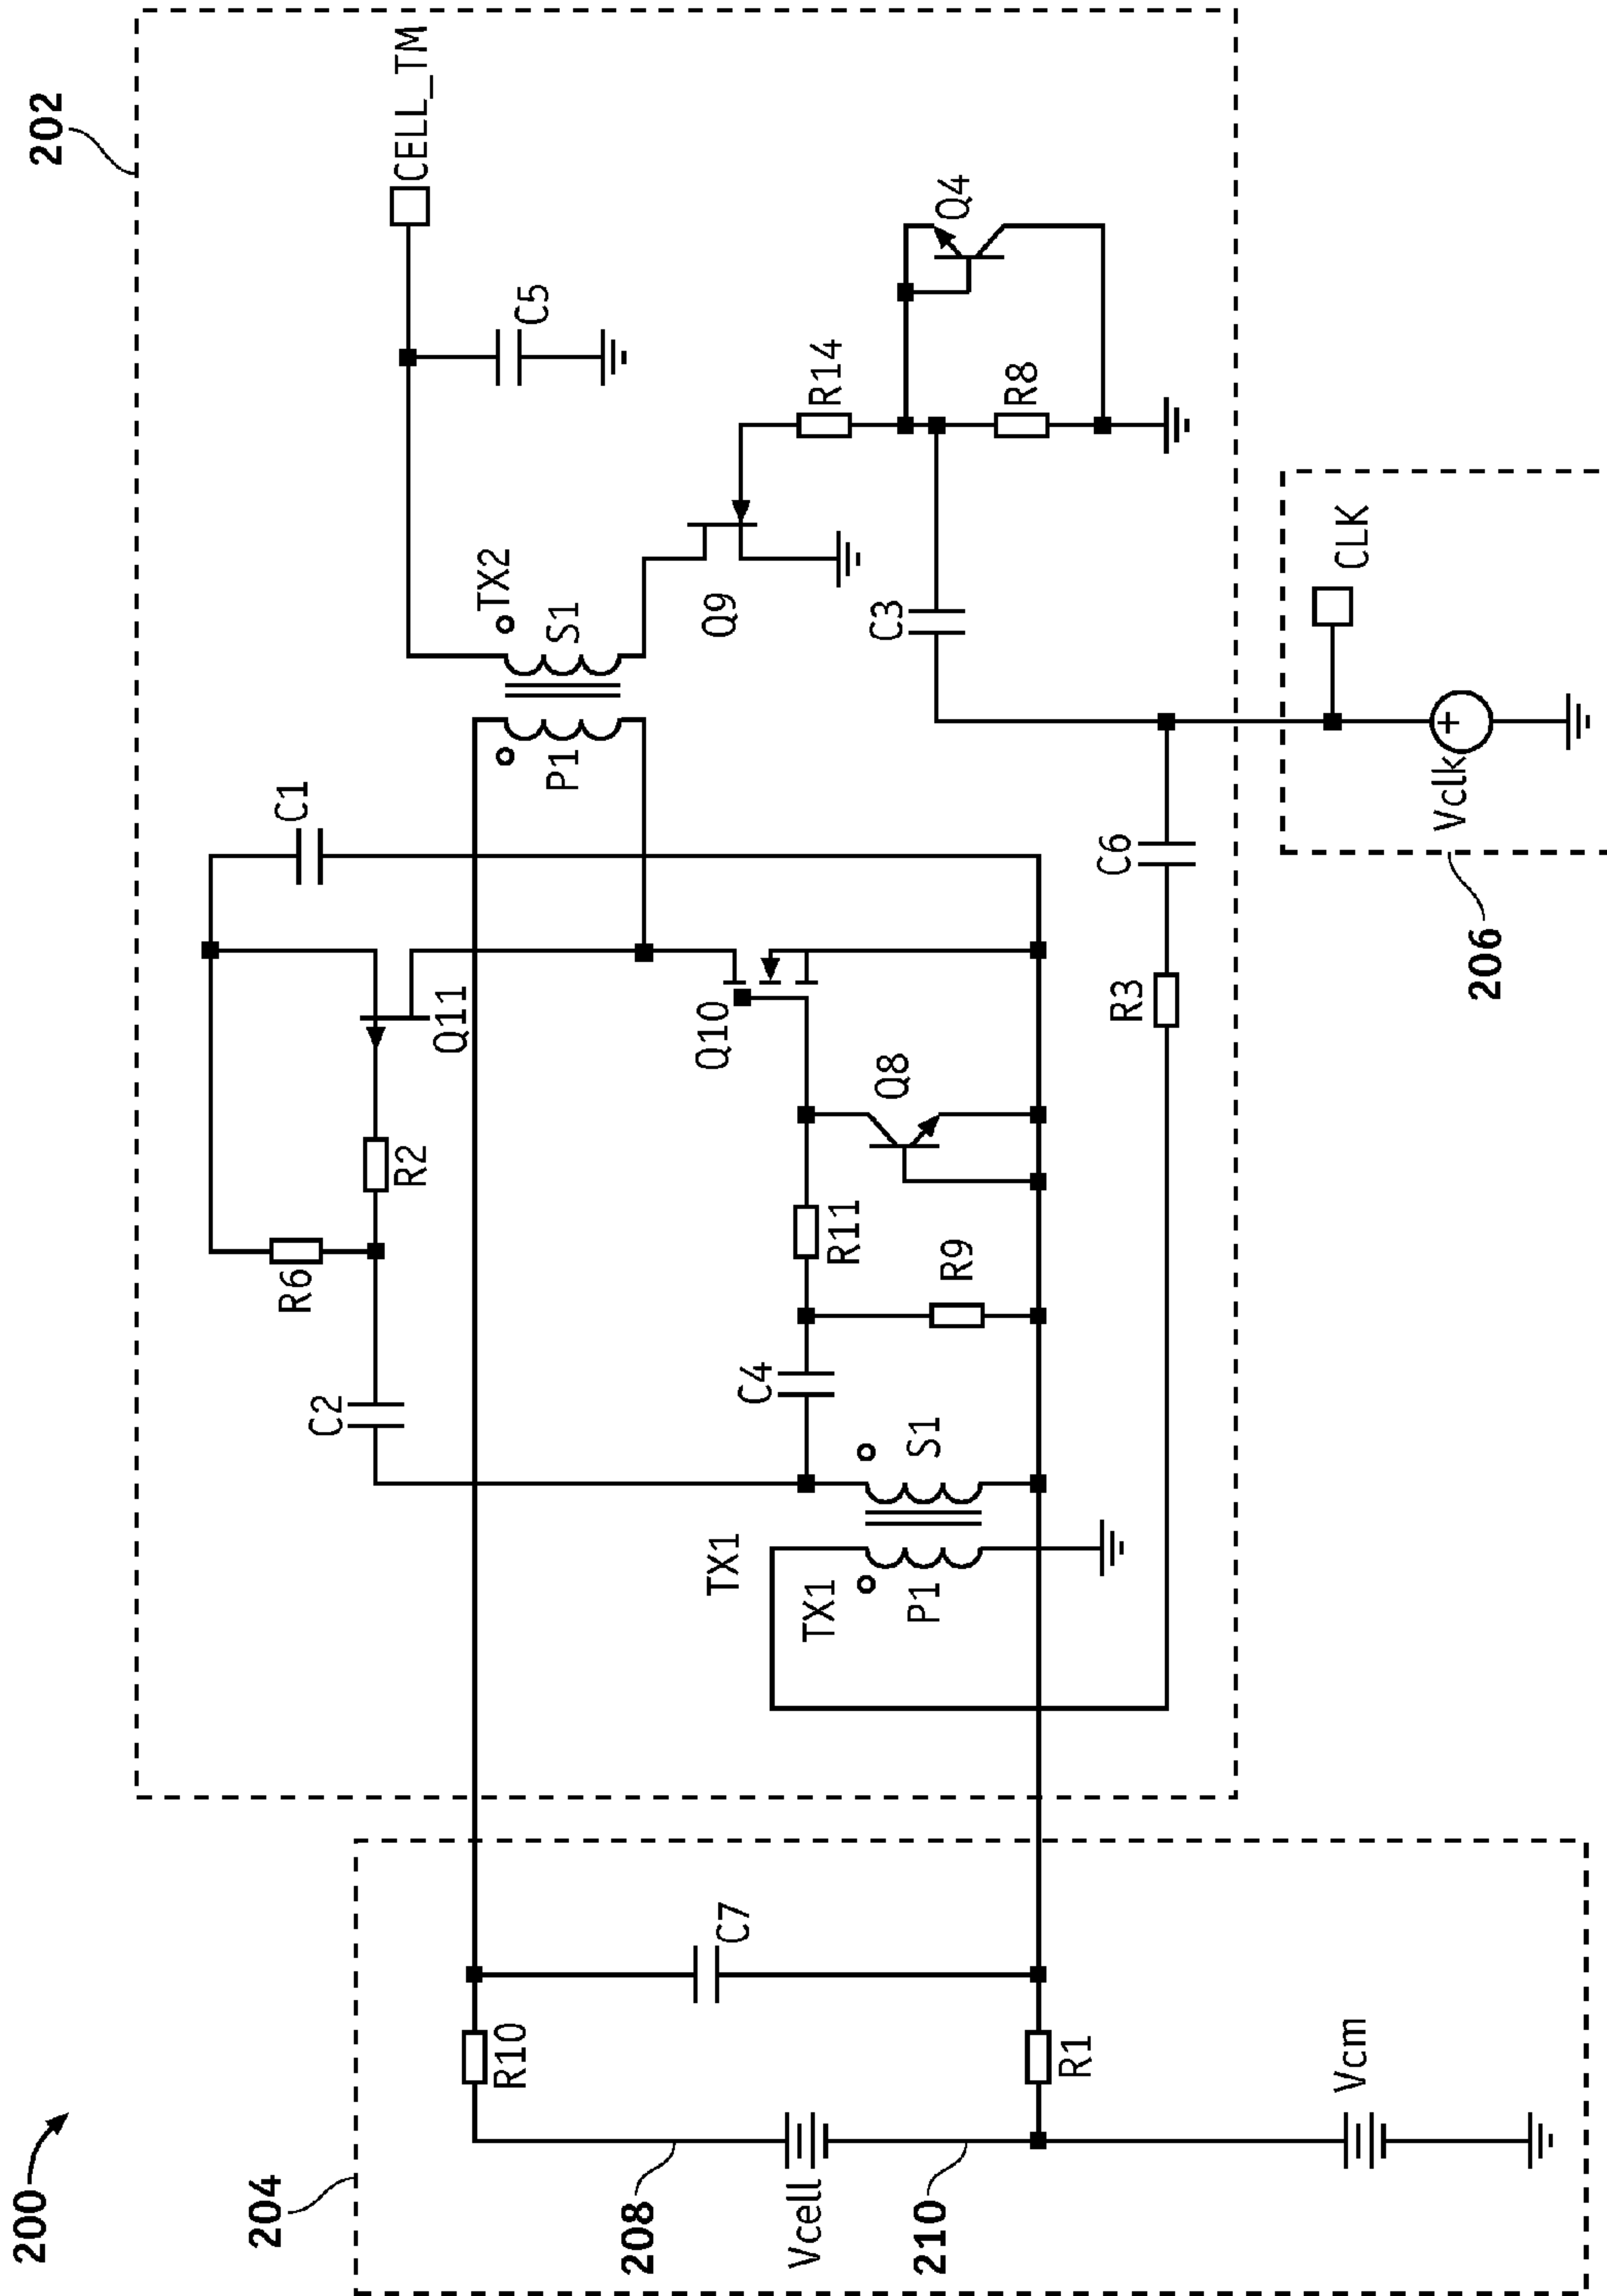 200
202
204
206
208
210
CELL_TM
C5
Q4
R14
R8
TX2
S1
P1
Q9
C3
CLK
Vclk
C1
C6
R3
Q11
Q10
Q8
R2
R6
R11
R9
C2
C4
S1
TX1
TX1
P1
C7
R10
R1
Vcell
Vcm